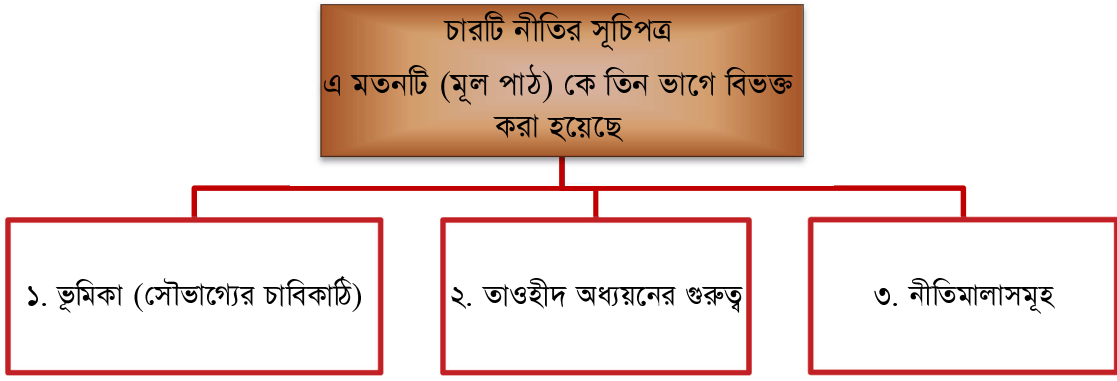 চারটি নীতির সূচিপত্র
এ মতনটি (মূল পাঠ) কে তিন ভাগে বিভক্ত
করা হয়েছে
১. ভূমিকা (সৌভাগ্যের চাবিকাঠি)
২. তাওহীদ অধ্যয়নের গুরুত্ব
৩. নীতিমালাসমূহ